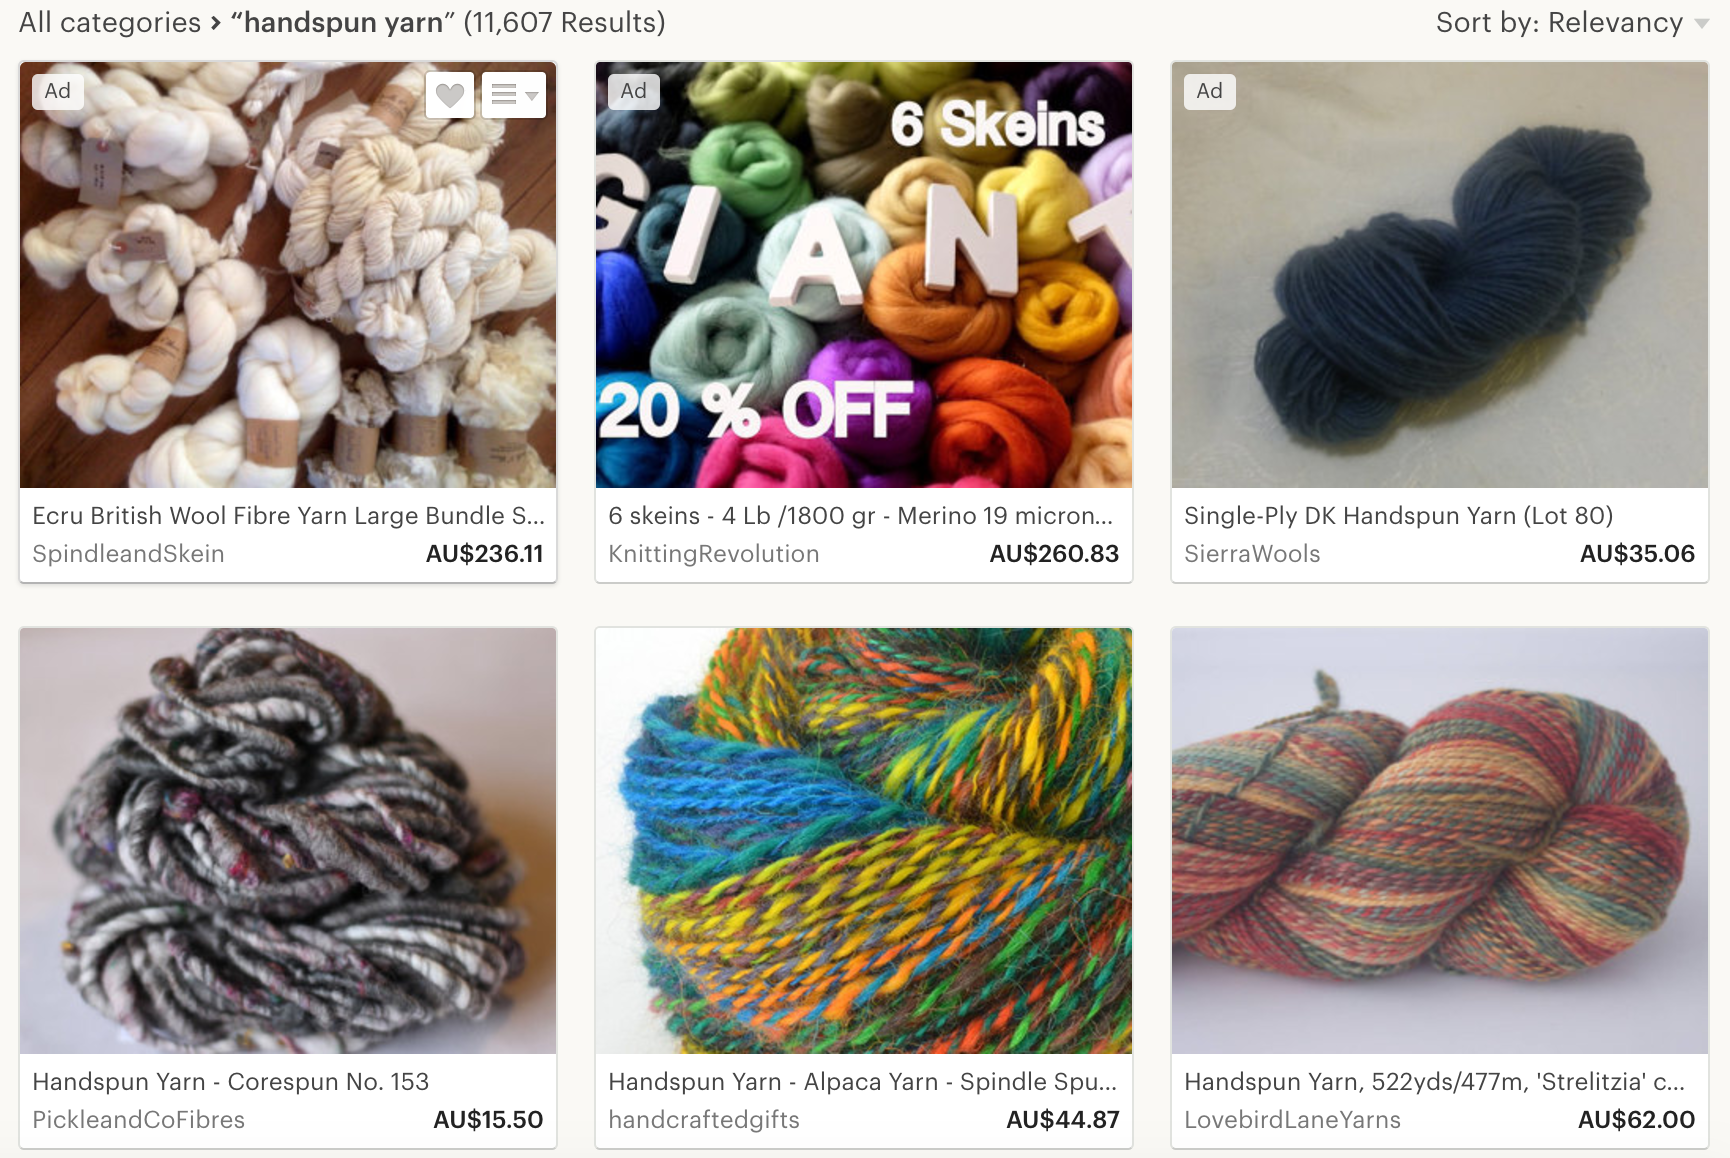 All categories › “handspun yarn” (11,607 Results)
Sort by: Relevancy
Ad
Ad
6 Skeins
GIANT
20 % OFF
Ad
Ecru British Wool Fibre Yarn Large Bundle S...
SpindleandSkein AU$236.11
6 skeins - 4 Lb /1800 gr - Merino 19 micron...
KnittingRevolution AU$260.83
Single-Ply DK Handspun Yarn (Lot 80)
SierraWools AU$35.06
Handspun Yarn - Corespun No. 153
PickleandCoFibres AU$15.50
Handspun Yarn - Alpaca Yarn - Spindle Spu...
handcraftedgifts AU$44.87
Handspun Yarn, 522yds/477m, 'Strelitzia' c...
LovebirdLaneYarns AU$62.00